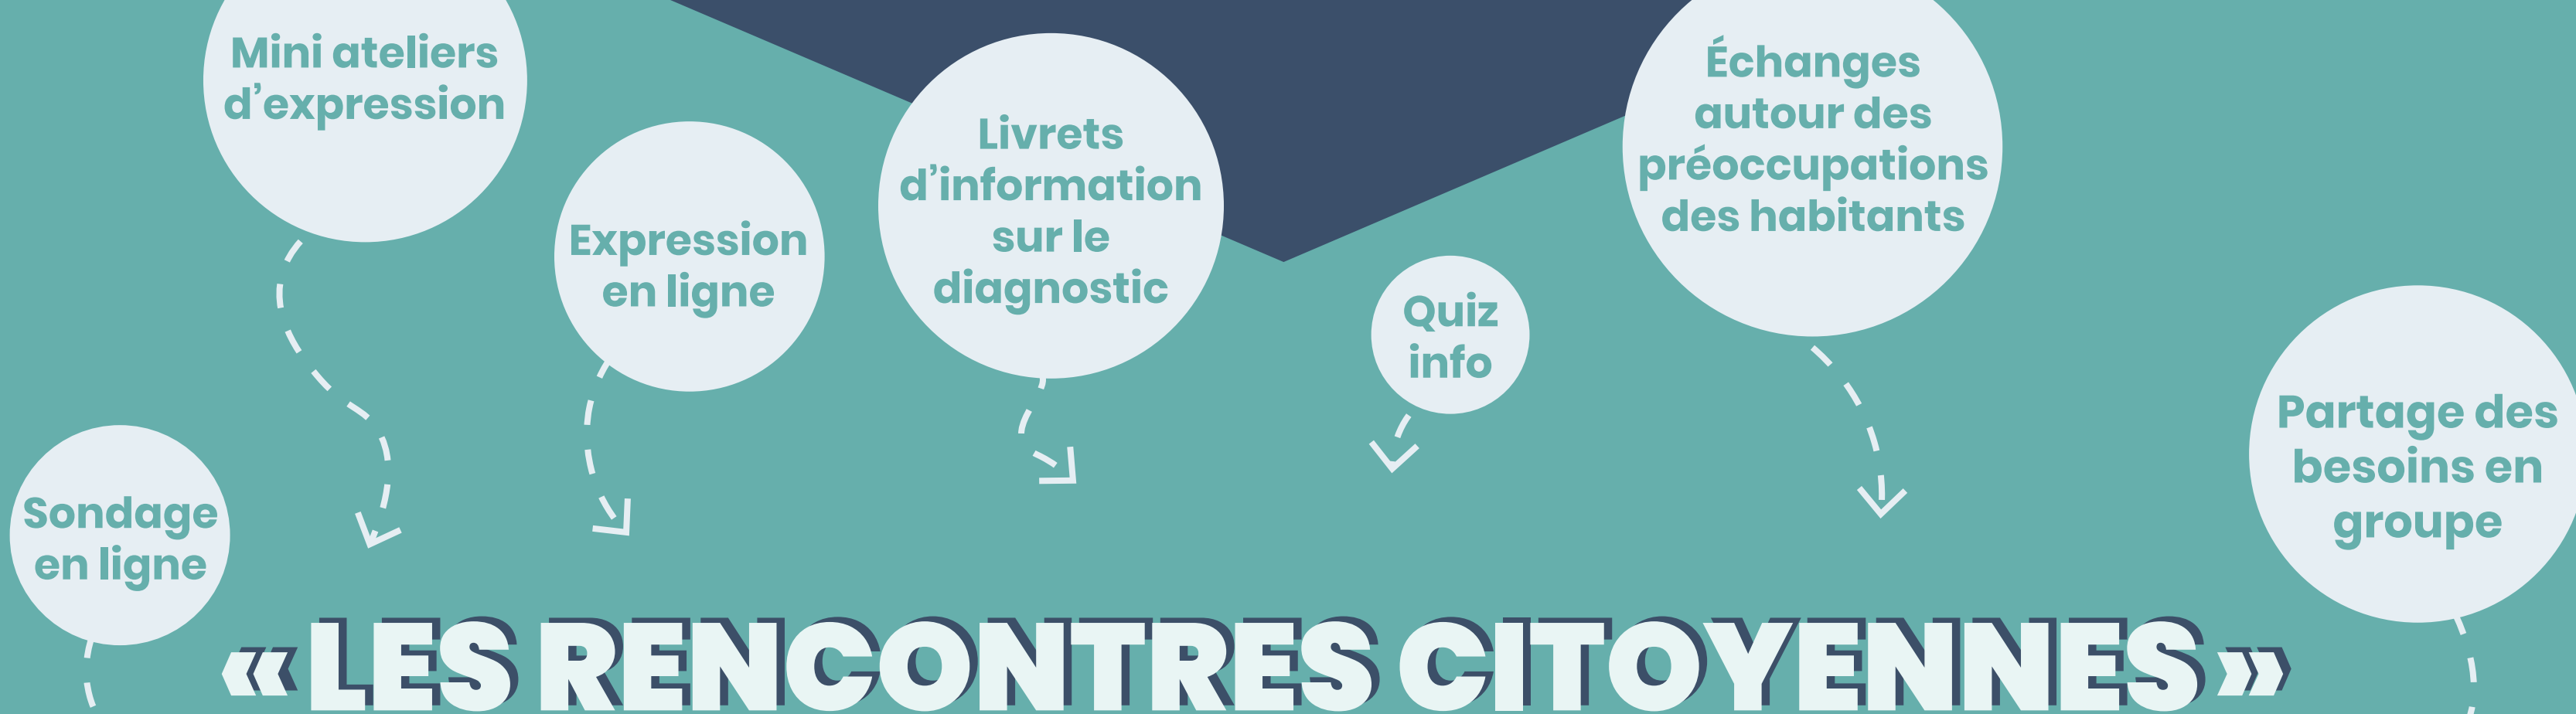 Mini ateliers
d’expression
Expression
en ligne
Livrets
d’information
sur le
diagnostic
Quiz
info
Échanges
autour des
préoccupations
des habitants
Partage des
besoins en
groupe
Sondage
en ligne
« LES RENCONTRES CITOYENNES »